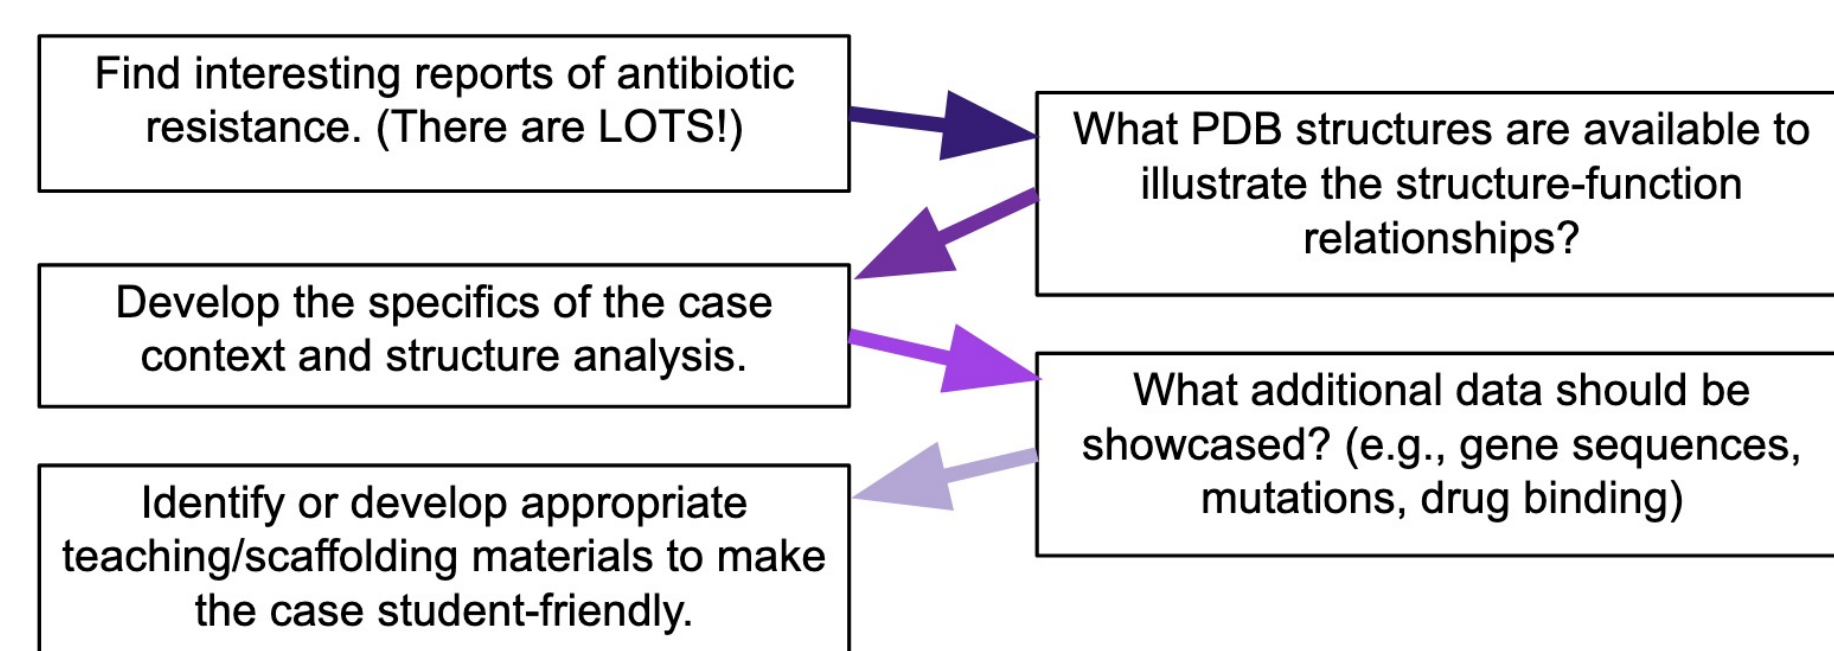 Find interesting reports of antibiotic
resistance. (There are LOTS!)
What PDB structures are available to
illustrate the structure-function
relationships?
Develop the specifics of the case
context and structure analysis.
What additional data should be
showcased? (e.g., gene sequences,
mutations, drug binding)
Identify or develop appropriate
teaching/scaffolding materials to make
the case student-friendly.